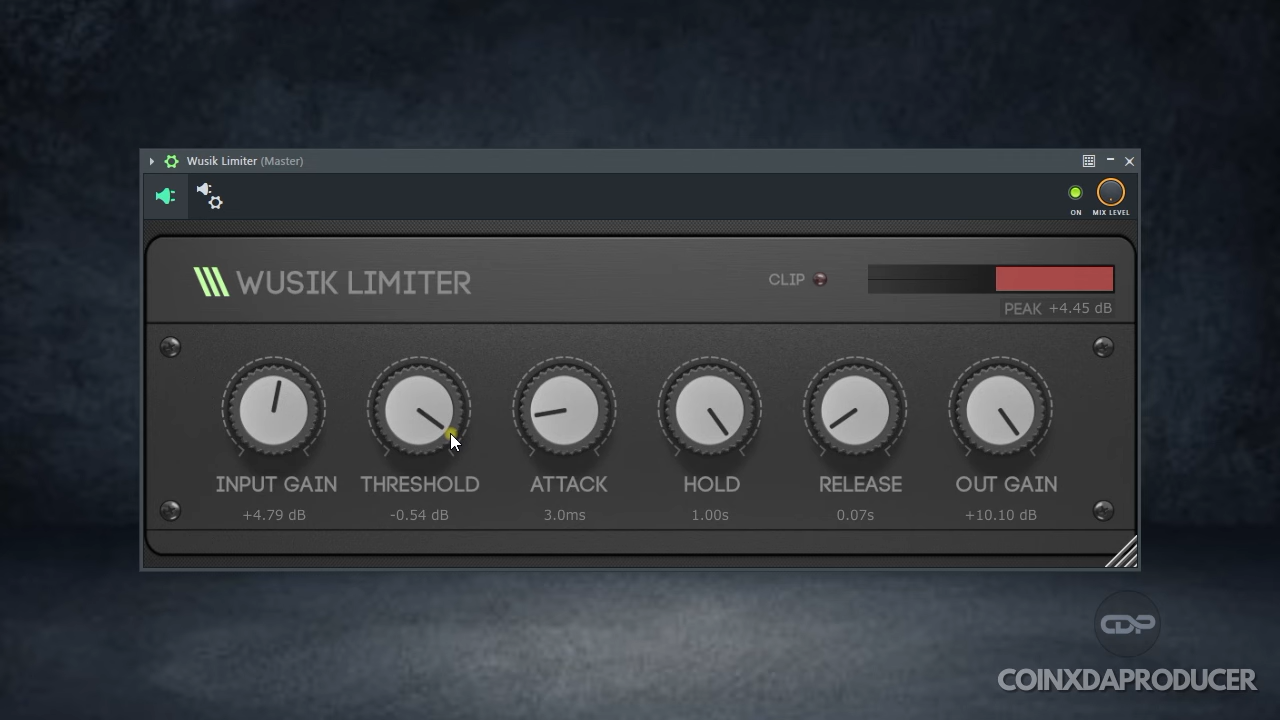 Wusik Limiter (Master)
ON
MIX LEVEL
WUSIK LIMITER
CLIP
PEAK +4.45 dB
INPUT GAIN
THRESHOLD
ATTACK
HOLD
RELEASE
OUT GAIN
+4.79 dB
-0.54 dB
3.0ms
1.00s
0.07s
+10.10 dB
CDP
COINXDAPRODUCER